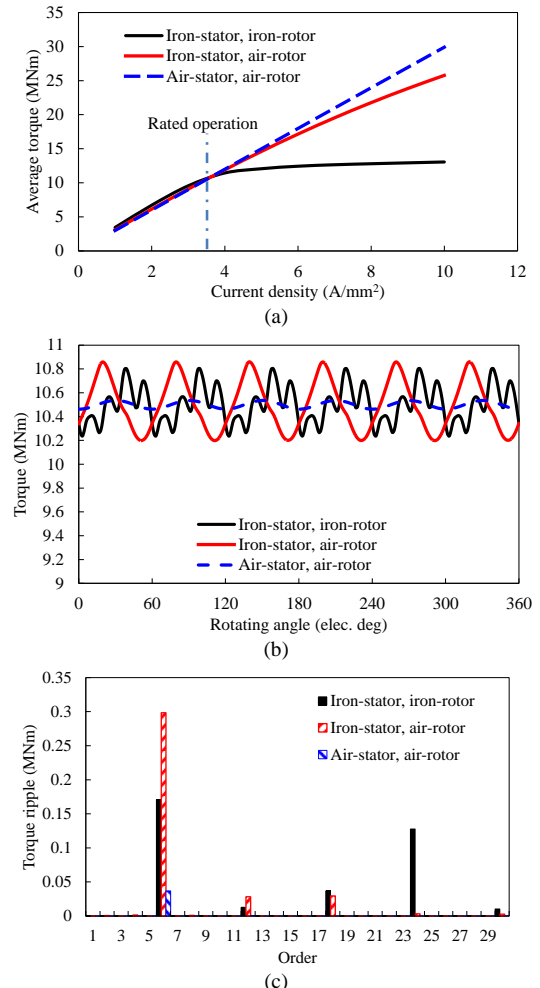 (a)
35
30
25
20
15
10
5
0
Average torque (MNm)
Iron-stator, iron-rotor
Iron-stator, air-rotor
Air-stator, air-rotor
Rated operation
0 2 4 6 8 10 12
Current density (A/mm²)
(a)
11
10.8
10.6
10.4
10.2
10
9.8
9.6
9.4
9.2
9
Torque (MNm)
Iron-stator, iron-rotor
Iron-stator, air-rotor
Air-stator, air-rotor
0 60 120 180 240 300 360
Rotating angle (elec. deg)
(b)
0.35
0.3
0.25
0.2
0.15
0.1
0.05
0
Torque ripple (MNm)
Iron-stator, iron-rotor
Iron-stator, air-rotor
Air-stator, air-rotor
1 3 5 7 9 11 13 15 17 19 21 23 25 27 29
Order
(c)